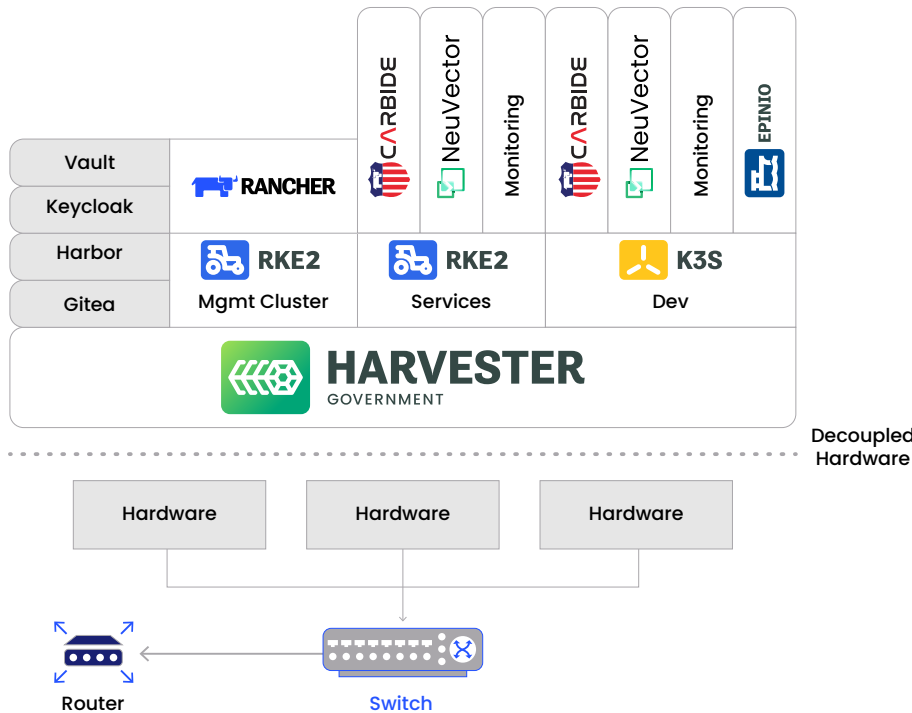 CARBIDE
NeuVector
Monitoring
CARBIDE
NeuVector
Monitoring
EPINIO
Vault
Keycloak
Harbor
Gitea
RANCHER
RKE2
Mgmt Cluster
RKE2
Services
K3S
Dev
HARVESTER
GOVERNMENT
Decoupled
Hardware
Hardware
Hardware
Hardware
Router
Switch